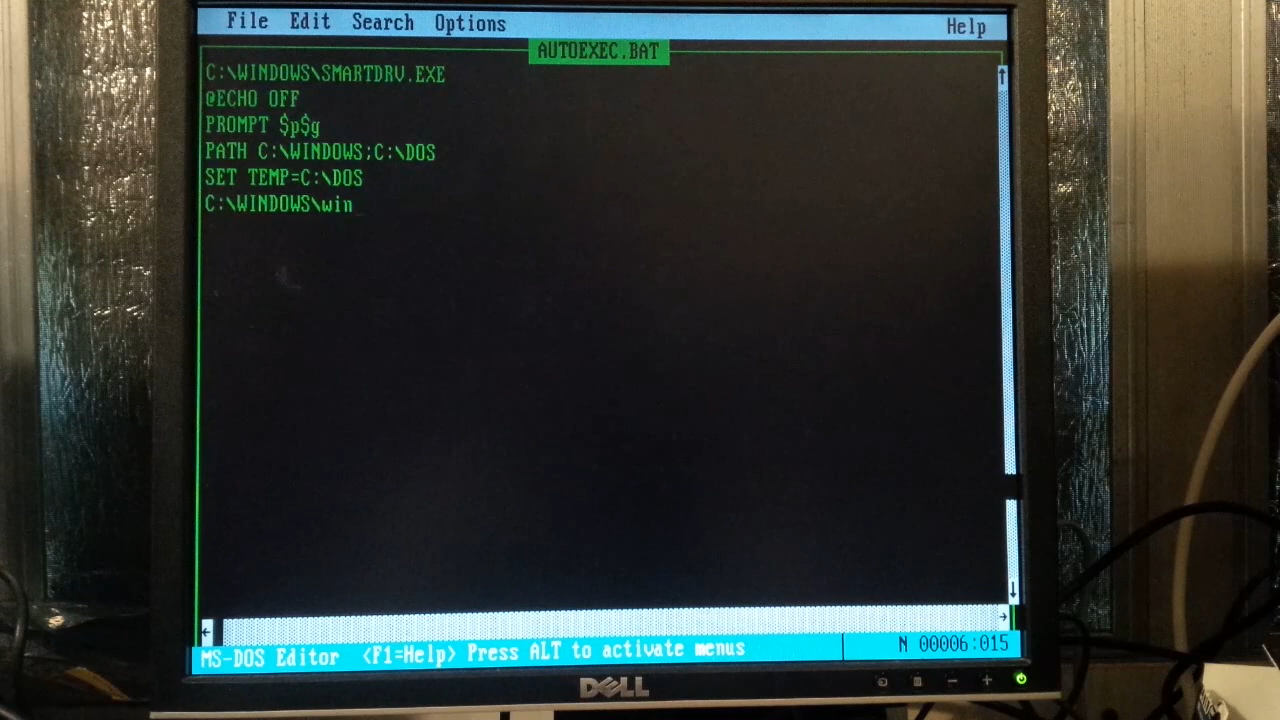 File Edit Search Options Help
AUTOEXEC.BAT
C:\WINDOWS\SMARTDRV.EXE
@ECHO OFF
PROMPT $p$g
PATH C:\WINDOWS;C:\DOS
SET TEMP=C:\DOS
C:\WINDOWS\win
MS-DOS Editor <F1=Help> Press ALT to activate menus N 00006:015
DELL